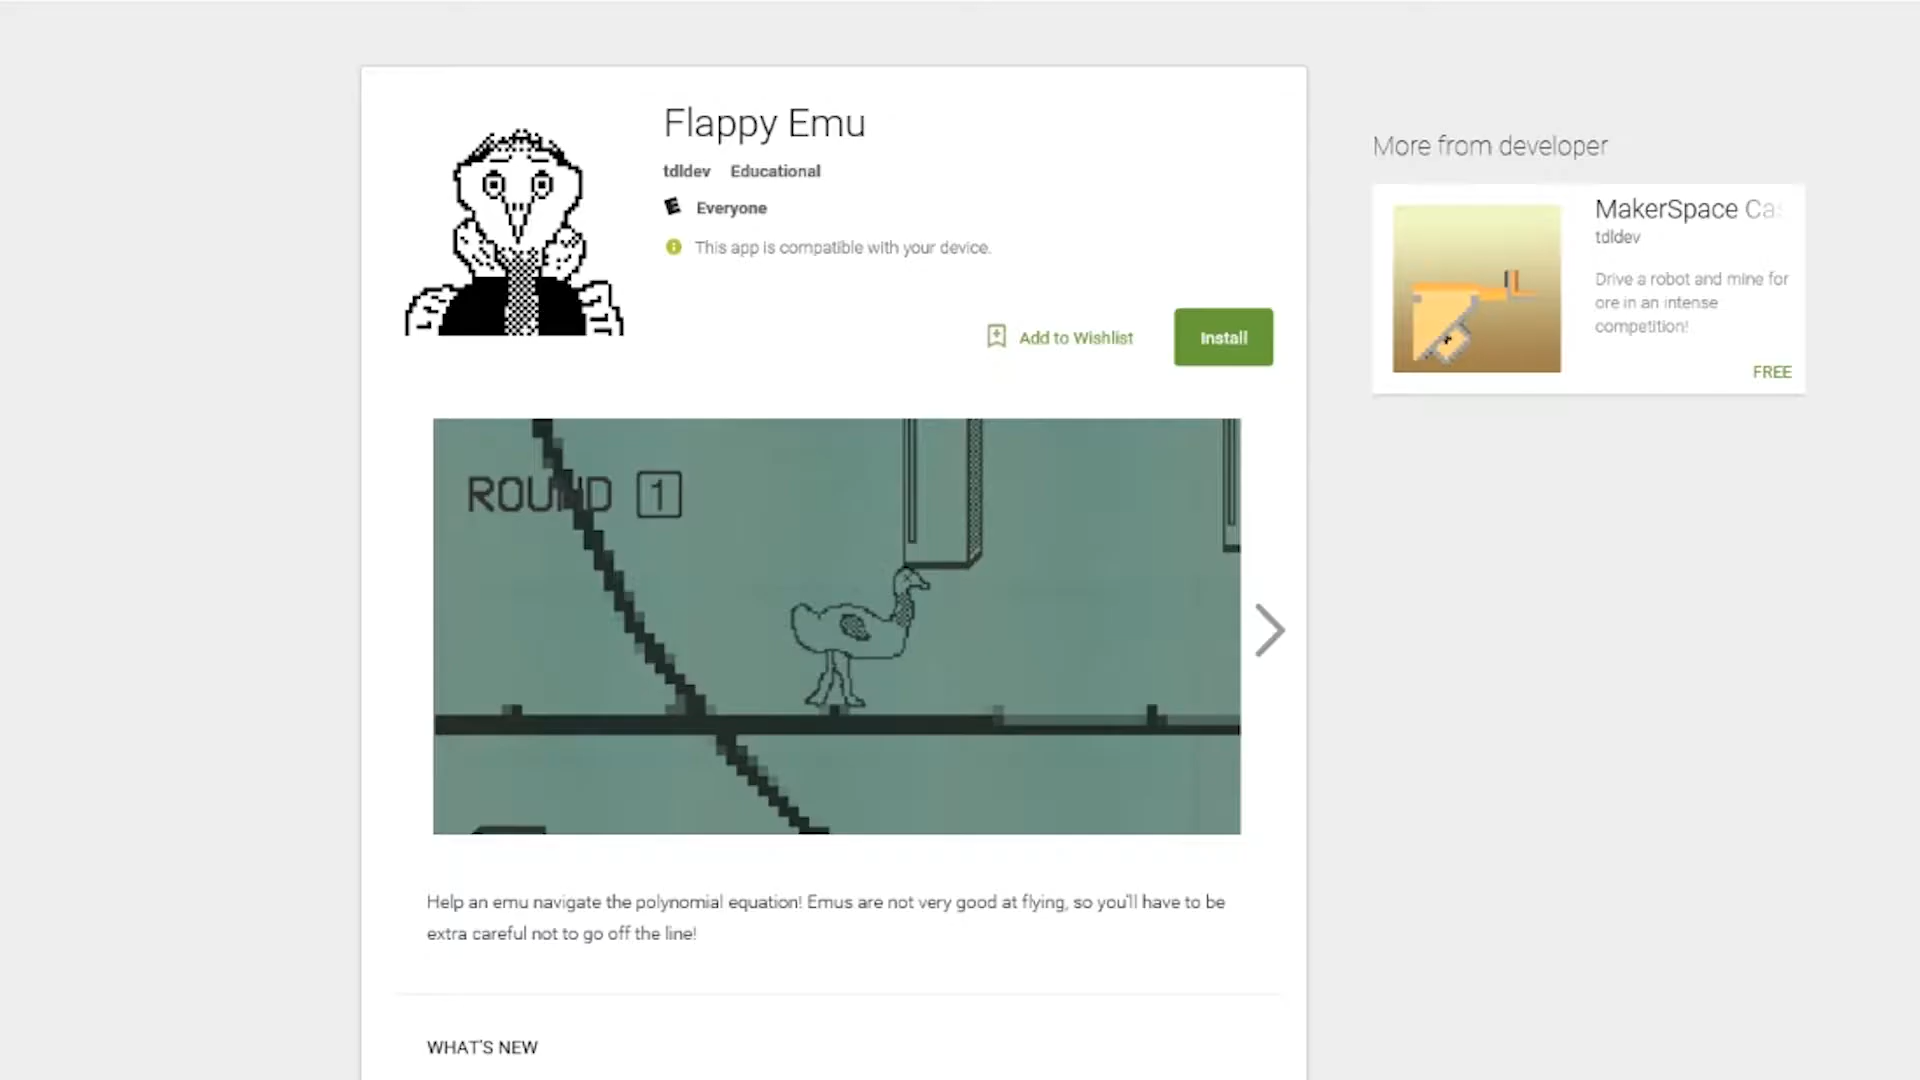 Flappy Emu
tdldev Educational
Everyone
This app is compatible with your device.
Add to Wishlist
Install
ROUND 1
Help an emu navigate the polynomial equation! Emus are not very good at flying, so you'll have to be
extra careful not to go off the line!
WHAT'S NEW
More from developer
MakerSpace Cas
tdldev
Drive a robot and mine for
ore in an intense
competition!
FREE